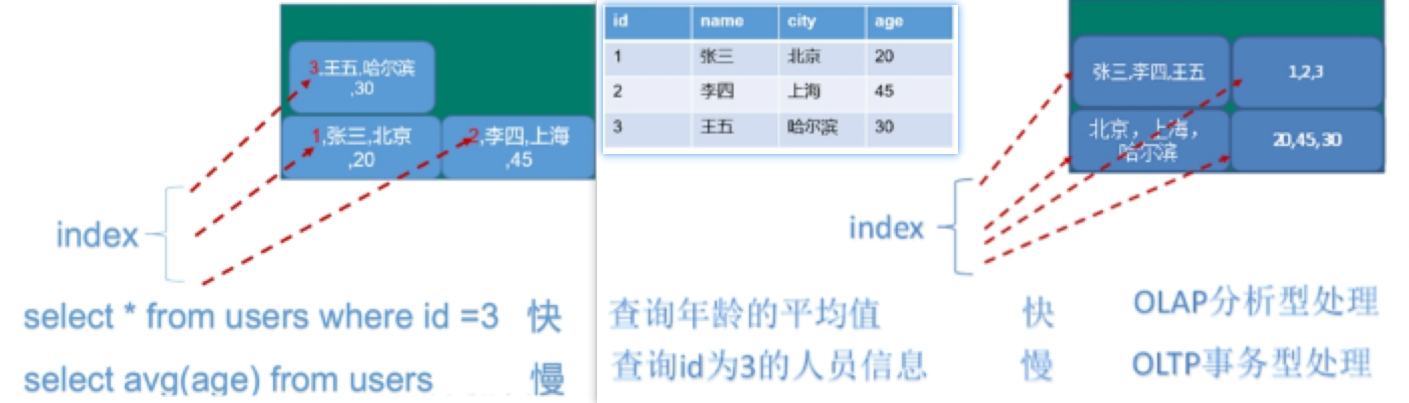 3,王五,哈尔滨
,30
1,张三,北京
,20
2,李四,上海
,45
index
select * from users where id =3 快
select avg(age) from users 慢
id name city age
1 张三 北京 20
2 李四 上海 45
3 王五 哈尔滨 30
张三,李四,王五
1,2,3
北京，上海，
哈尔滨
20,45,30
index
查询年龄的平均值 快 OLAP分析型处理
查询id为3的人员信息 慢 OLTP事务型处理